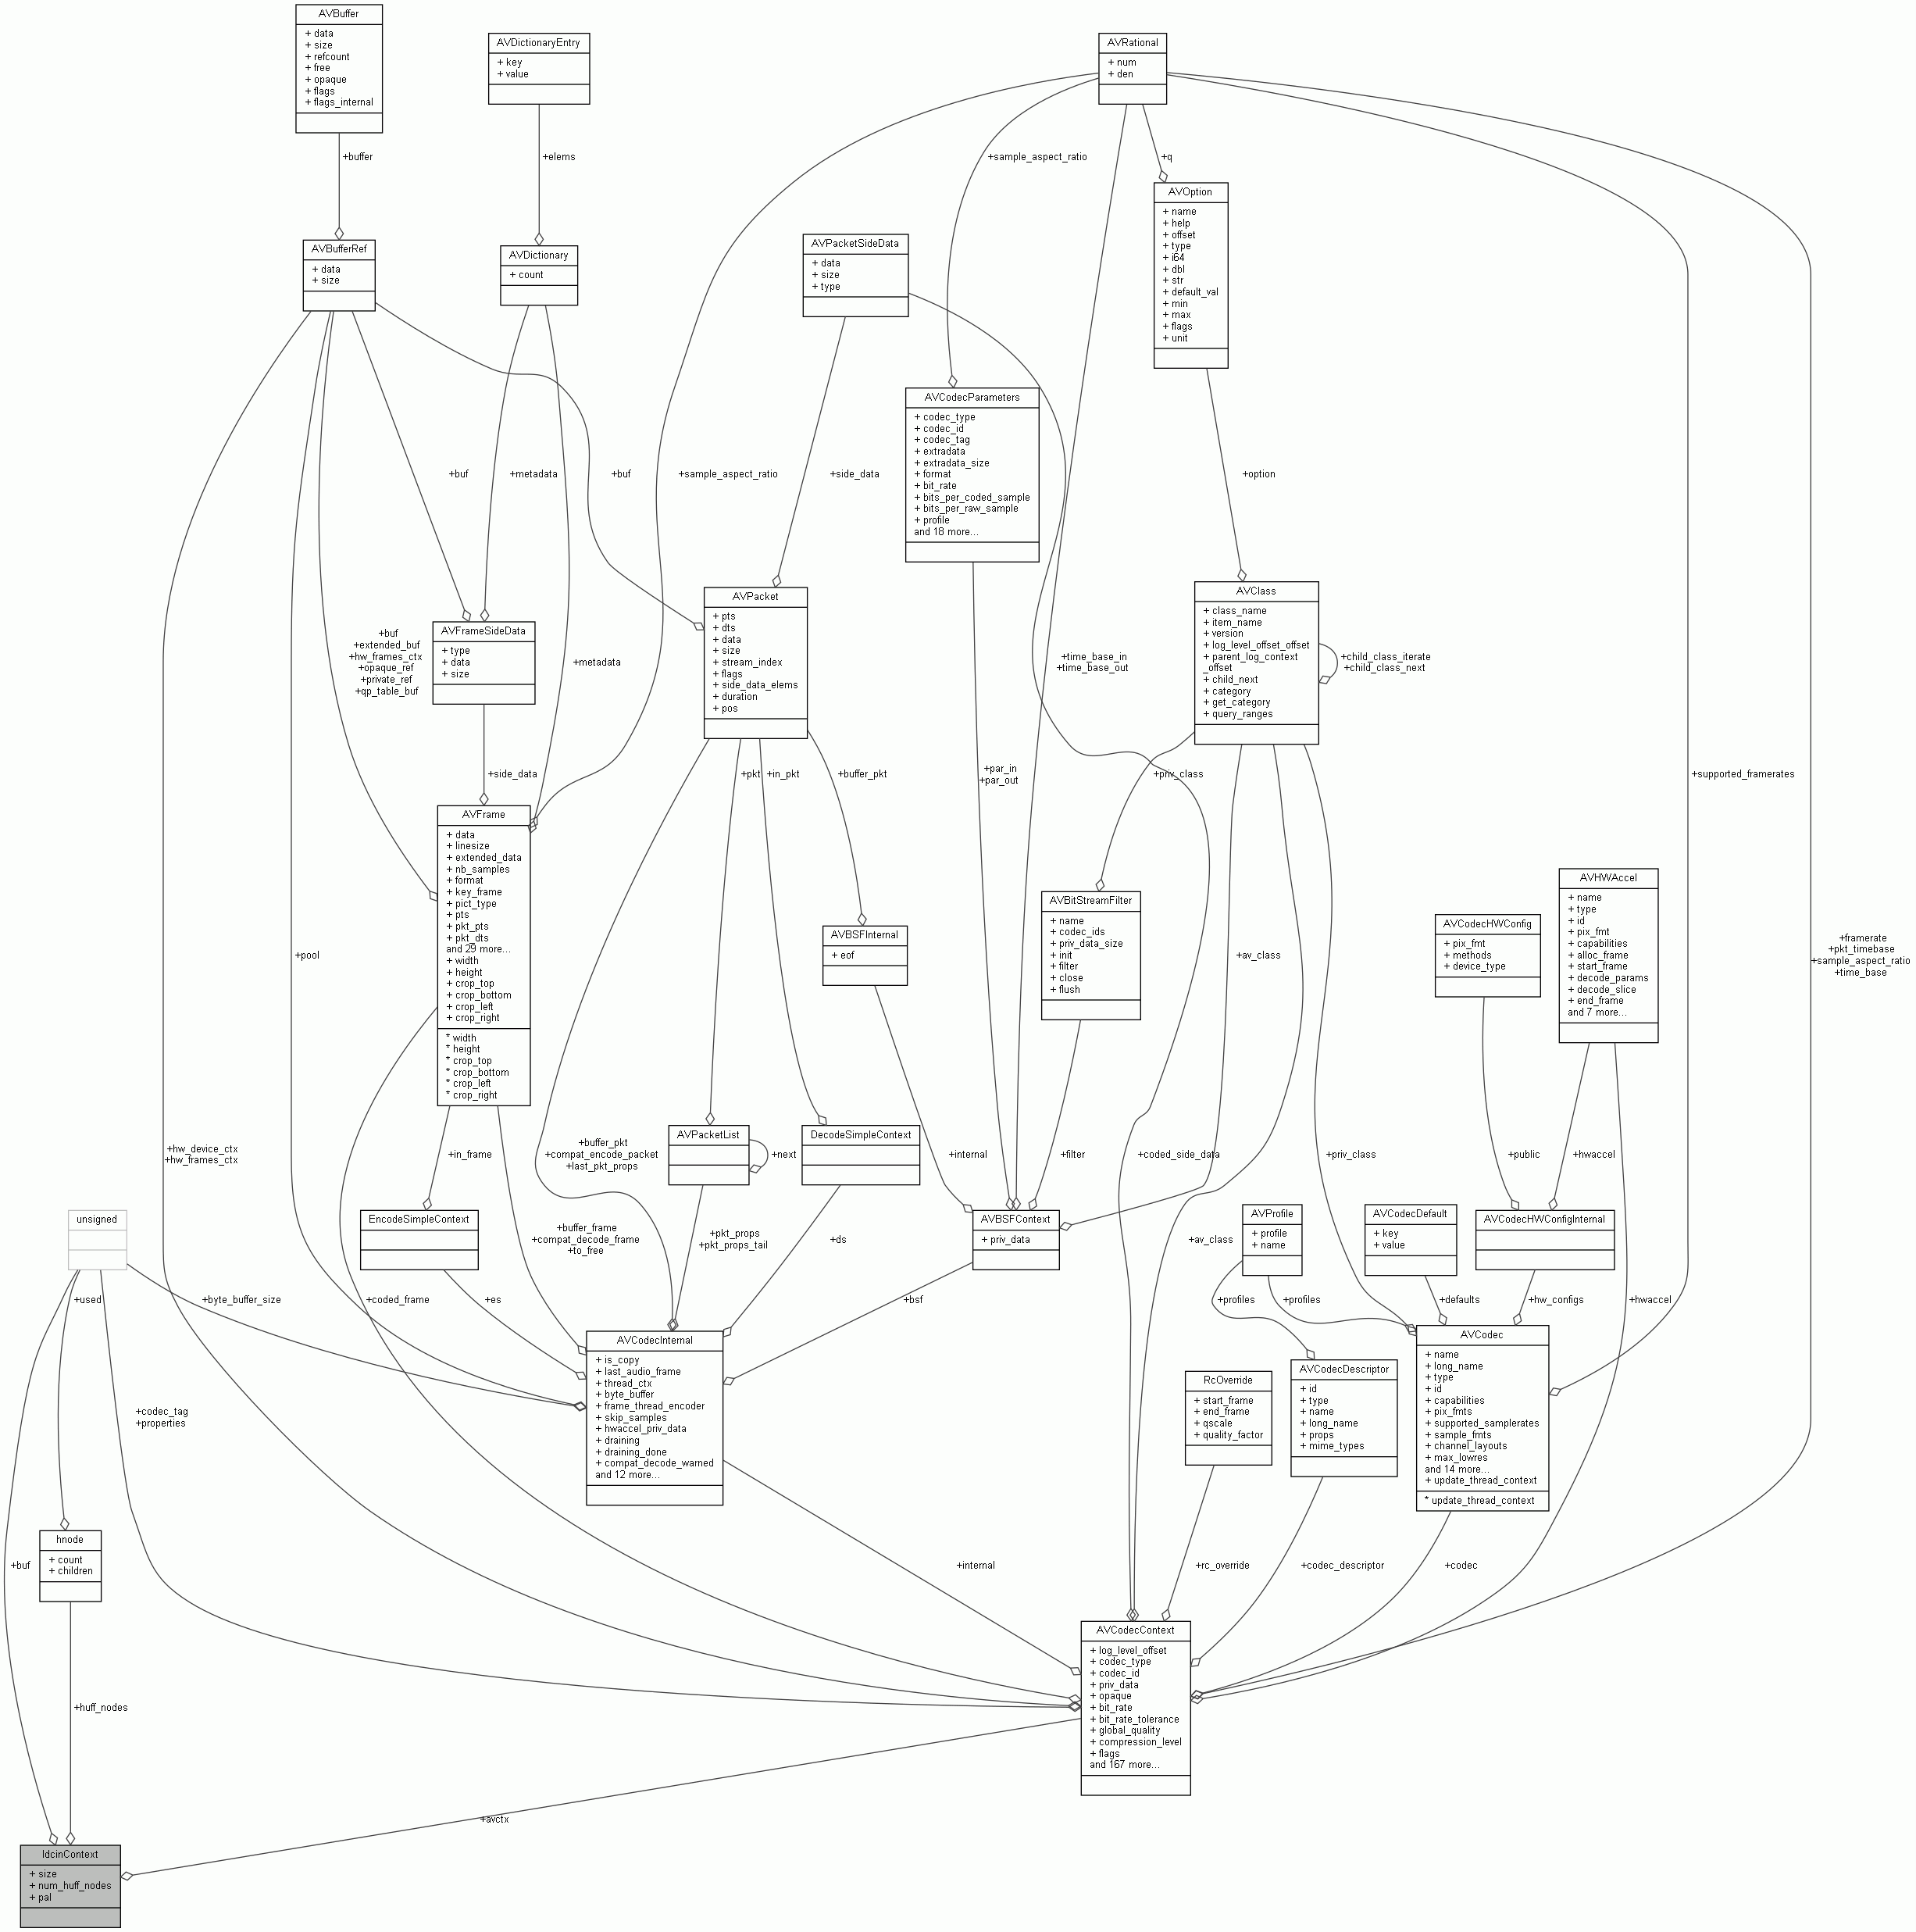 AVBuffer
+ data
+ size
+ refcount
+ free
+ opaque
+ flags
+ flags_internal
AVDictionaryEntry
+ key
+ value
AVRational
+ num
+ den
+buffer
+elems
+sample_aspect_ratio
+q
AVOption
+ name
+ help
+ offset
+ type
+ i64
+ dbl
+ str
+ default_val
+ min
+ max
+ flags
+ unit
AVBufferRef
+ data
+ size
AVDictionary
+ count
AVPacketSideData
+ data
+ size
+ type
AVCodecParameters
+ codec_type
+ codec_id
+ codec_tag
+ extradata
+ extradata_size
+ format
+ bit_rate
+ bits_per_coded_sample
+ bits_per_raw_sample
+ profile
and 18 more...
+buf
+metadata
+buf
+sample_aspect_ratio
+side_data
+option
AVClass
+ class_name
+ item_name
+ version
+ log_level_offset_offset
+ parent_log_context
_offset
+ child_next
+ category
+ get_category
+ query_ranges
+child_class_iterate
+child_class_next
AVPacket
+ pts
+ dts
+ data
+ size
+ stream_index
+ flags
+ side_data_elems
+ duration
+ pos
AVFrameSideData
+ type
+ data
+ size
+buf
+extended_buf
+hw_frames_ctx
+opaque_ref
+private_ref
+qp_table_buf
+metadata
+time_base_in
+time_base_out
+side_data
+pkt
+in_pkt
+buffer_pkt
+par_in
+par_out
+priv_class
+supported_framerates
AVFrame
+ data
+ linesize
+ extended_data
+ nb_samples
+ format
+ key_frame
+ pict_type
+ pts
+ pkt_pts
+ pkt_dts
and 29 more...
+ width
+ height
+ crop_top
+ crop_bottom
+ crop_left
+ crop_right
* width
* height
* crop_top
* crop_bottom
* crop_left
* crop_right
AVBSFInternal
+ eof
AVBitStreamFilter
+ name
+ codec_ids
+ priv_data_size
+ init
+ filter
+ close
+ flush
AVCodecHWConfig
+ pix_fmt
+ methods
+ device_type
AVHWAccel
+ name
+ type
+ id
+ pix_fmt
+ capabilities
+ alloc_frame
+ start_frame
+ decode_params
+ decode_slice
+ end_frame
and 7 more...
+pool
+av_class
+framerate
+pkt_timebase
+sample_aspect_ratio
+time_base
+hw_device_ctx
+hw_frames_ctx
+in_frame
+buffer_pkt
+compat_encode_packet
+last_pkt_props
AVPacketList
+next
DecodeSimpleContext
+internal
+filter
+coded_side_data
+priv_class
+public
+hwaccel
unsigned
EncodeSimpleContext
+buffer_frame
+compat_decode_frame
+to_free
+pkt_props
+pkt_props_tail
+ds
AVBSFContext
+ priv_data
+av_class
AVProfile
+ profile
+ name
AVCodecDefault
+ key
+ value
AVCodecHWConfigInternal
+used
+byte_buffer_size
+coded_frame
+es
+bsf
+profiles
+profiles
+defaults
+hw_configs
+hwaccel
AVCodecInternal
+ is_copy
+ last_audio_frame
+ thread_ctx
+ byte_buffer
+ frame_thread_encoder
+ skip_samples
+ hwaccel_priv_data
+ draining
+ draining_done
+ compat_decode_warned
and 12 more...
RcOverride
+ start_frame
+ end_frame
+ qscale
+ quality_factor
AVCodecDescriptor
+ id
+ type
+ name
+ long_name
+ props
+ mime_types
AVCodec
+ name
+ long_name
+ type
+ id
+ capabilities
+ pix_fmts
+ supported_samplerates
+ sample_fmts
+ channel_layouts
+ max_lowres
and 14 more...
+ update_thread_context
* update_thread_context
+codec_tag
+properties
hnode
+ count
+ children
+buf
+internal
+rc_override
+codec_descriptor
+codec
AVCodecContext
+ log_level_offset
+ codec_type
+ codec_id
+ priv_data
+ opaque
+ bit_rate
+ bit_rate_tolerance
+ global_quality
+ compression_level
+ flags
and 167 more...
+huff_nodes
+avctx
IdcinContext
+ size
+ num_huff_nodes
+ pal